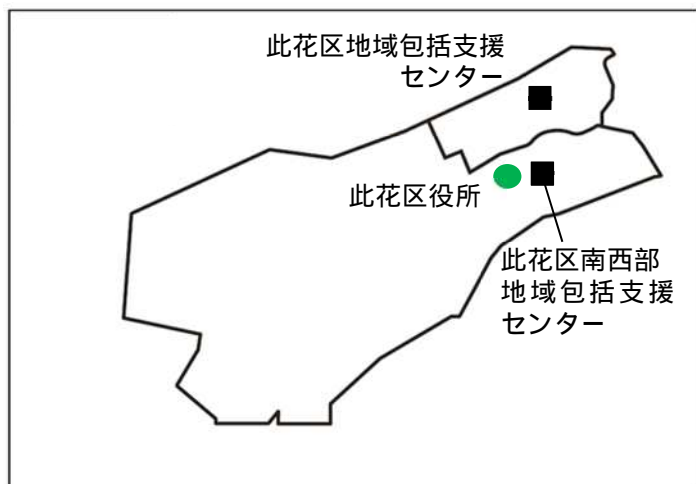 此花区地域包括支援
センター
此花区役所
此花区南西部
地域包括支援
センター